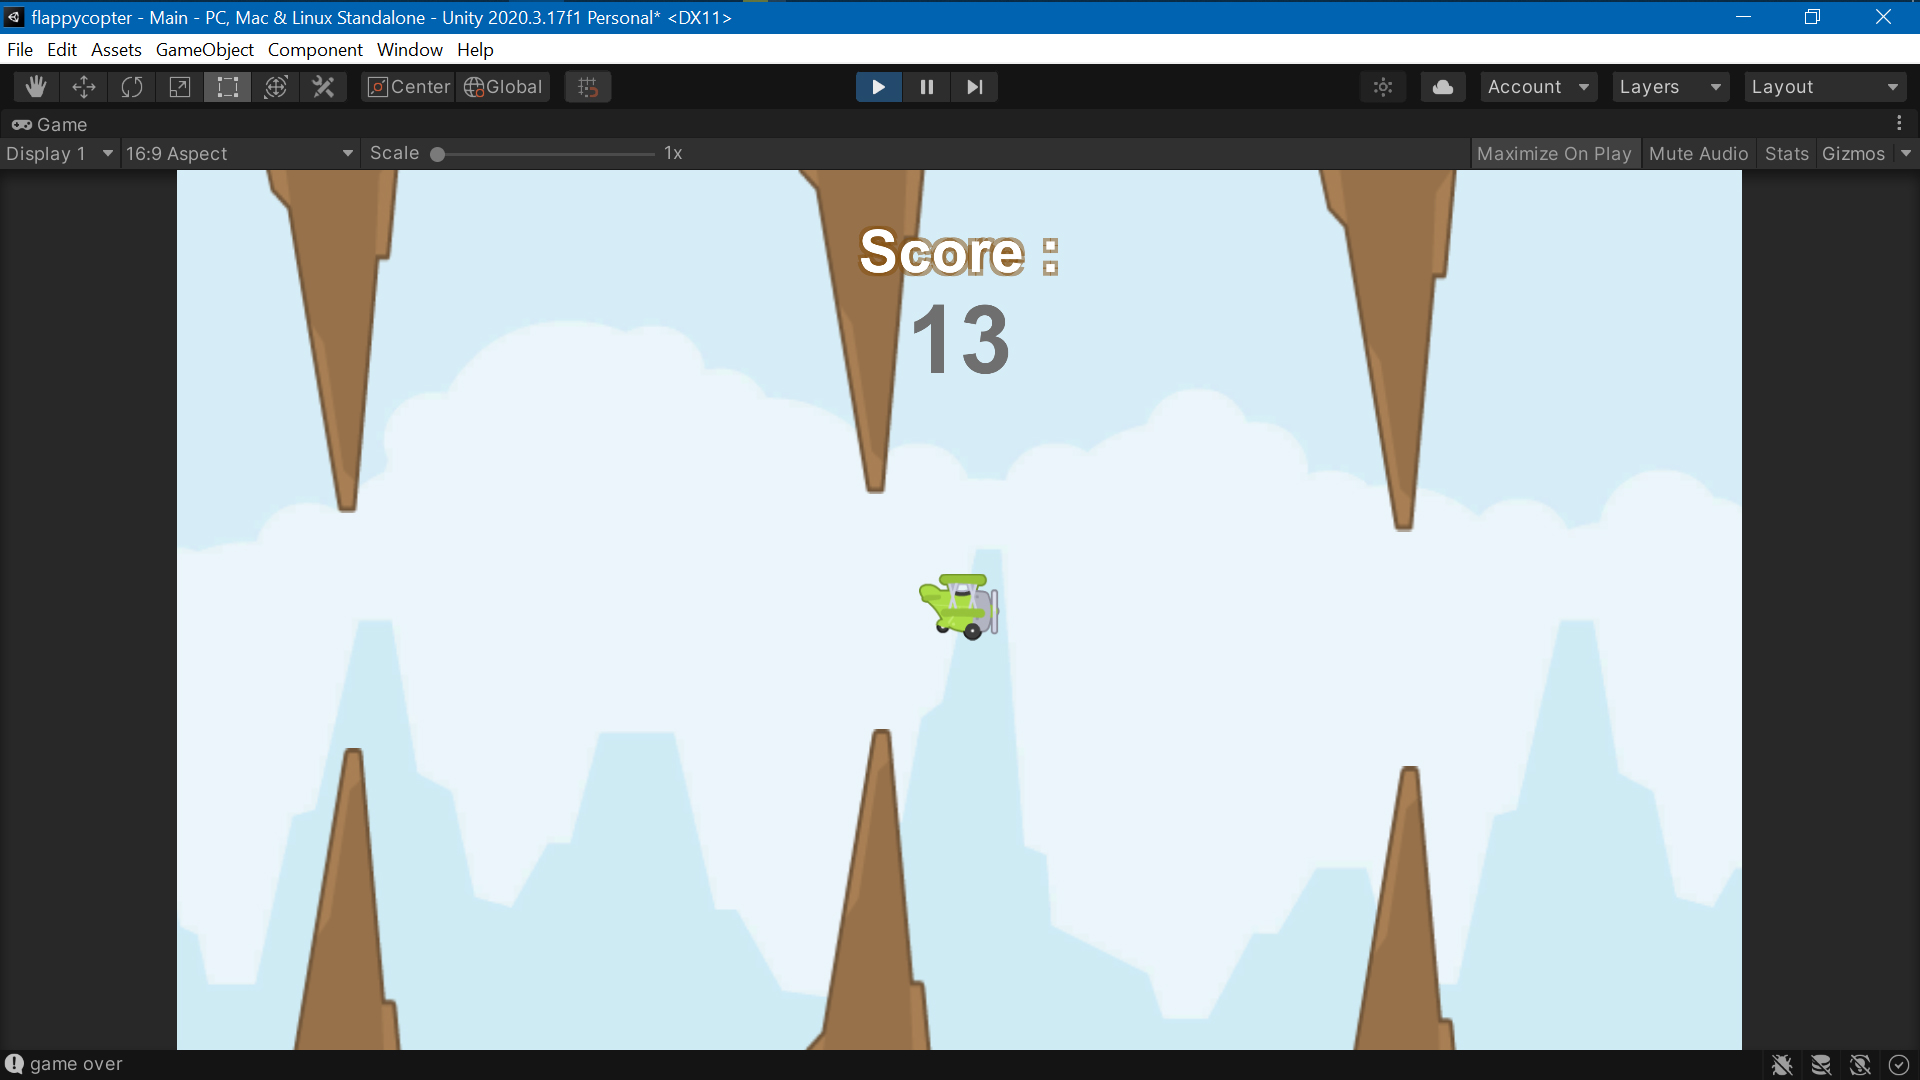 flappycopter - Main - PC, Mac & Linux Standalone - Unity 2020.3.17f1 Personal* <DX11>
File Edit Assets GameObject Component Window Help
Center Global Account Layers Layout
Game
Display 1 16:9 Aspect Scale 1x Maximize On Play Mute Audio Stats Gizmos
Score :
13
game over